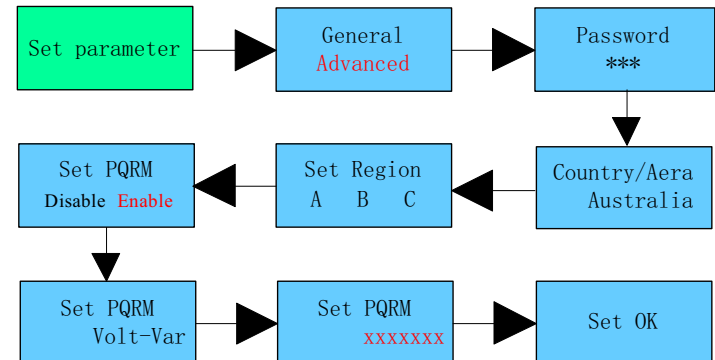 Set parameter
General
Advanced
Password
***
Country/Aera
Australia
Set Region
A B C
Set PQRM
Disable Enable
Set PQRM
Volt-Var
Set PQRM
xxxxxxx
Set OK